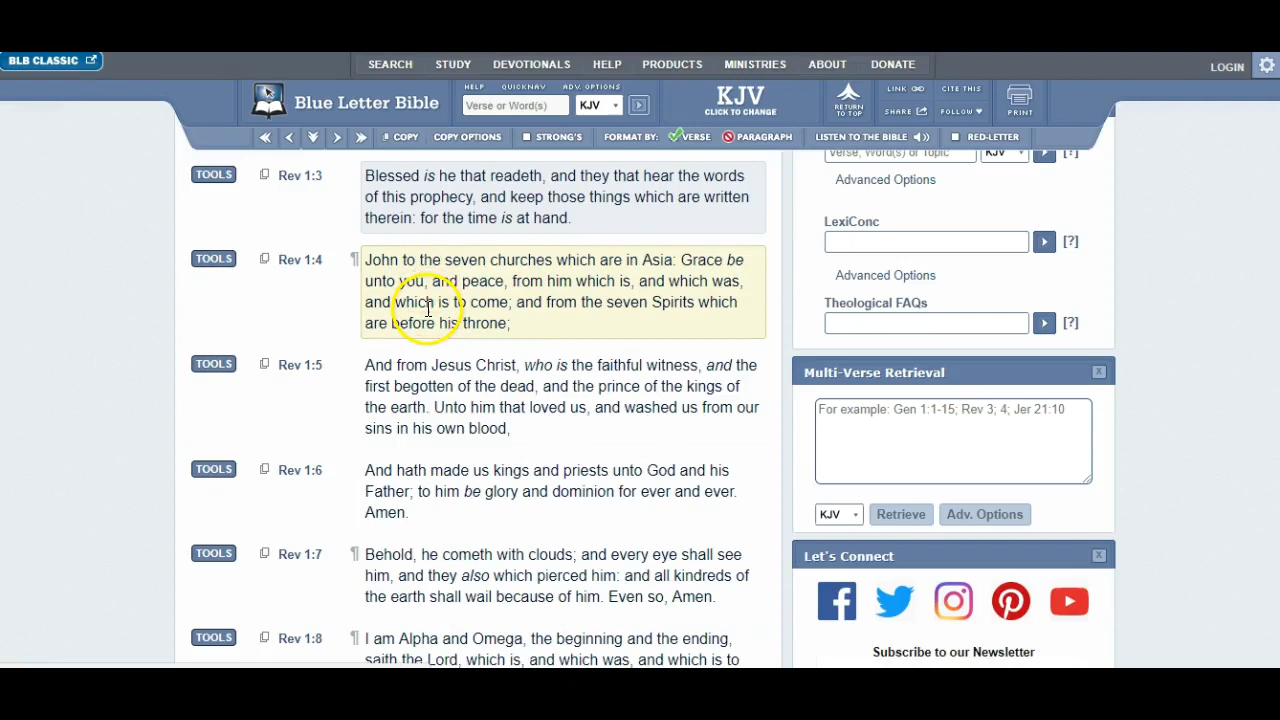 BLB CLASSIC
SEARCH STUDY DEVOTIONALS HELP PRODUCTS MINISTRIES ABOUT DONATE
LOGIN
Blue Letter Bible
HELP QUICKNAV ADV. OPTIONS
Verse or Word(s) KJV
KJV
CLICK TO CHANGE
RETURN
TO TOP
LINK CITE THIS
SHARE FOLLOW
PRINT
COPY COPY OPTIONS STRONG'S FORMAT BY: VERSE PARAGRAPH LISTEN TO THE BIBLE RED-LETTER
TOOLS Rev 1:3
Blessed is he that readeth, and they that hear the words
of this prophecy, and keep those things which are written
therein: for the time is at hand.
TOOLS Rev 1:4
¶ John to the seven churches which are in Asia: Grace be
unto you, and peace, from him which is, and which was,
and which is to come; and from the seven Spirits which
are before his throne;
TOOLS Rev 1:5
And from Jesus Christ, who is the faithful witness, and the
first begotten of the dead, and the prince of the kings of
the earth. Unto him that loved us, and washed us from our
sins in his own blood,
TOOLS Rev 1:6
And hath made us kings and priests unto God and his
Father; to him be glory and dominion for ever and ever.
Amen.
TOOLS Rev 1:7
¶ Behold, he cometh with clouds; and every eye shall see
him, and they also which pierced him: and all kindreds of
the earth shall wail because of him. Even so, Amen.
TOOLS Rev 1:8
¶ I am Alpha and Omega, the beginning and the ending,
saith the Lord, which is, and which was, and which is to
Verse, Word(s) or Topic KJV [?]
Advanced Options
LexiConc
[?]
Advanced Options
Theological FAQs
[?]
Multi-Verse Retrieval X
For example: Gen 1:1-15; Rev 3; 4; Jer 21:10
KJV Retrieve Adv. Options
Let's Connect X
Subscribe to our Newsletter